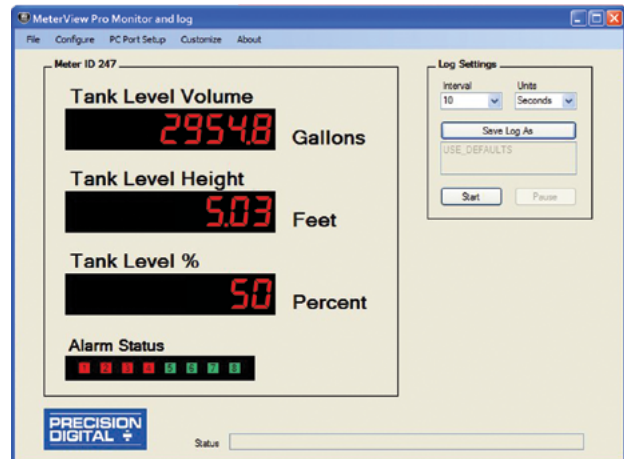 MeterView Pro Monitor and log
File Configure PC Port Setup Customize About
Meter ID 247
Tank Level Volume
2954.8 Gallons
Tank Level Height
5.03 Feet
Tank Level %
50 Percent
Alarm Status
1 2 3 4 5 6 7 8
Log Settings
Interval Units
10 Seconds
Save Log As
USE_DEFAULTS
Start Pause
PRECISION
DIGITAL
Status